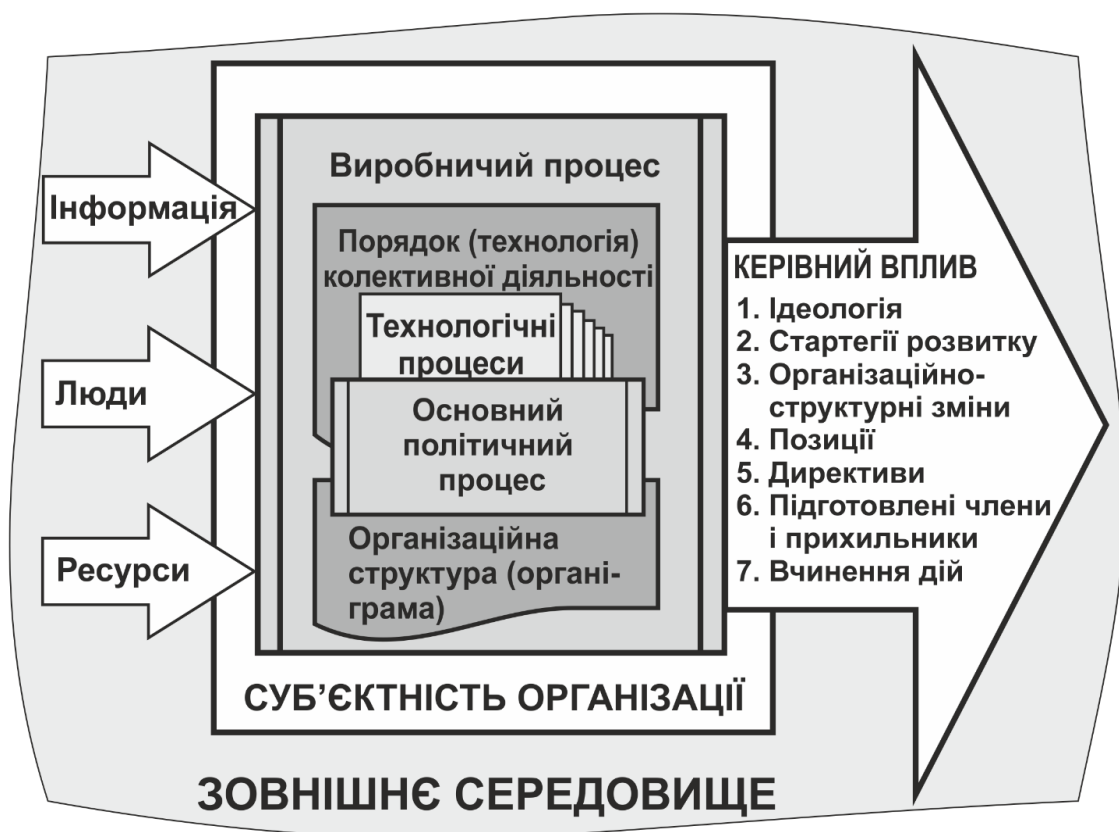 Інформація
Люди
Ресурси
Виробничий процес
Порядок (технологія)
колективної діяльності
Технологічні
процеси
Основний
політичний
процес
Організаційна
структура (органі-
грама)
СУБ’ЄКТНІСТЬ ОРГАНІЗАЦІЇ
КЕРІВНИЙ ВПЛИВ
1. Ідеологія
2. Стартегії розвитку
3. Організаційно-
структурні зміни
4. Позиції
5. Директиви
6. Підготовлені члени
і прихильники
7. Вчинення дій
ЗОВНІШНЄ СЕРЕДОВИЩЕ